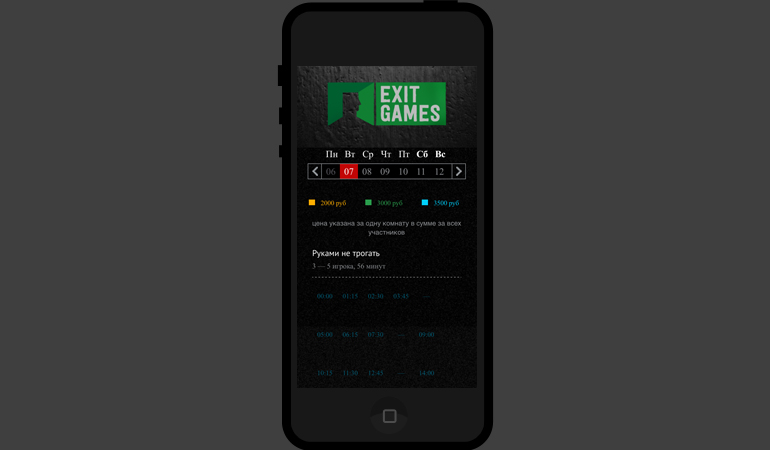 EXIT
GAMES
Пн Вт Ср Чт Пт Сб Вс
06 07 08 09 10 11 12
2000 руб 3000 руб 3500 руб
цена указана за одну комнату в сумме за всех
участников
Руками не трогать
3 — 5 игрока, 56 минут
00:00 01:15 02:30 03:45 —
05:00 06:15 07:30 — 09:00
10:15 11:30 12:45 — 14:00